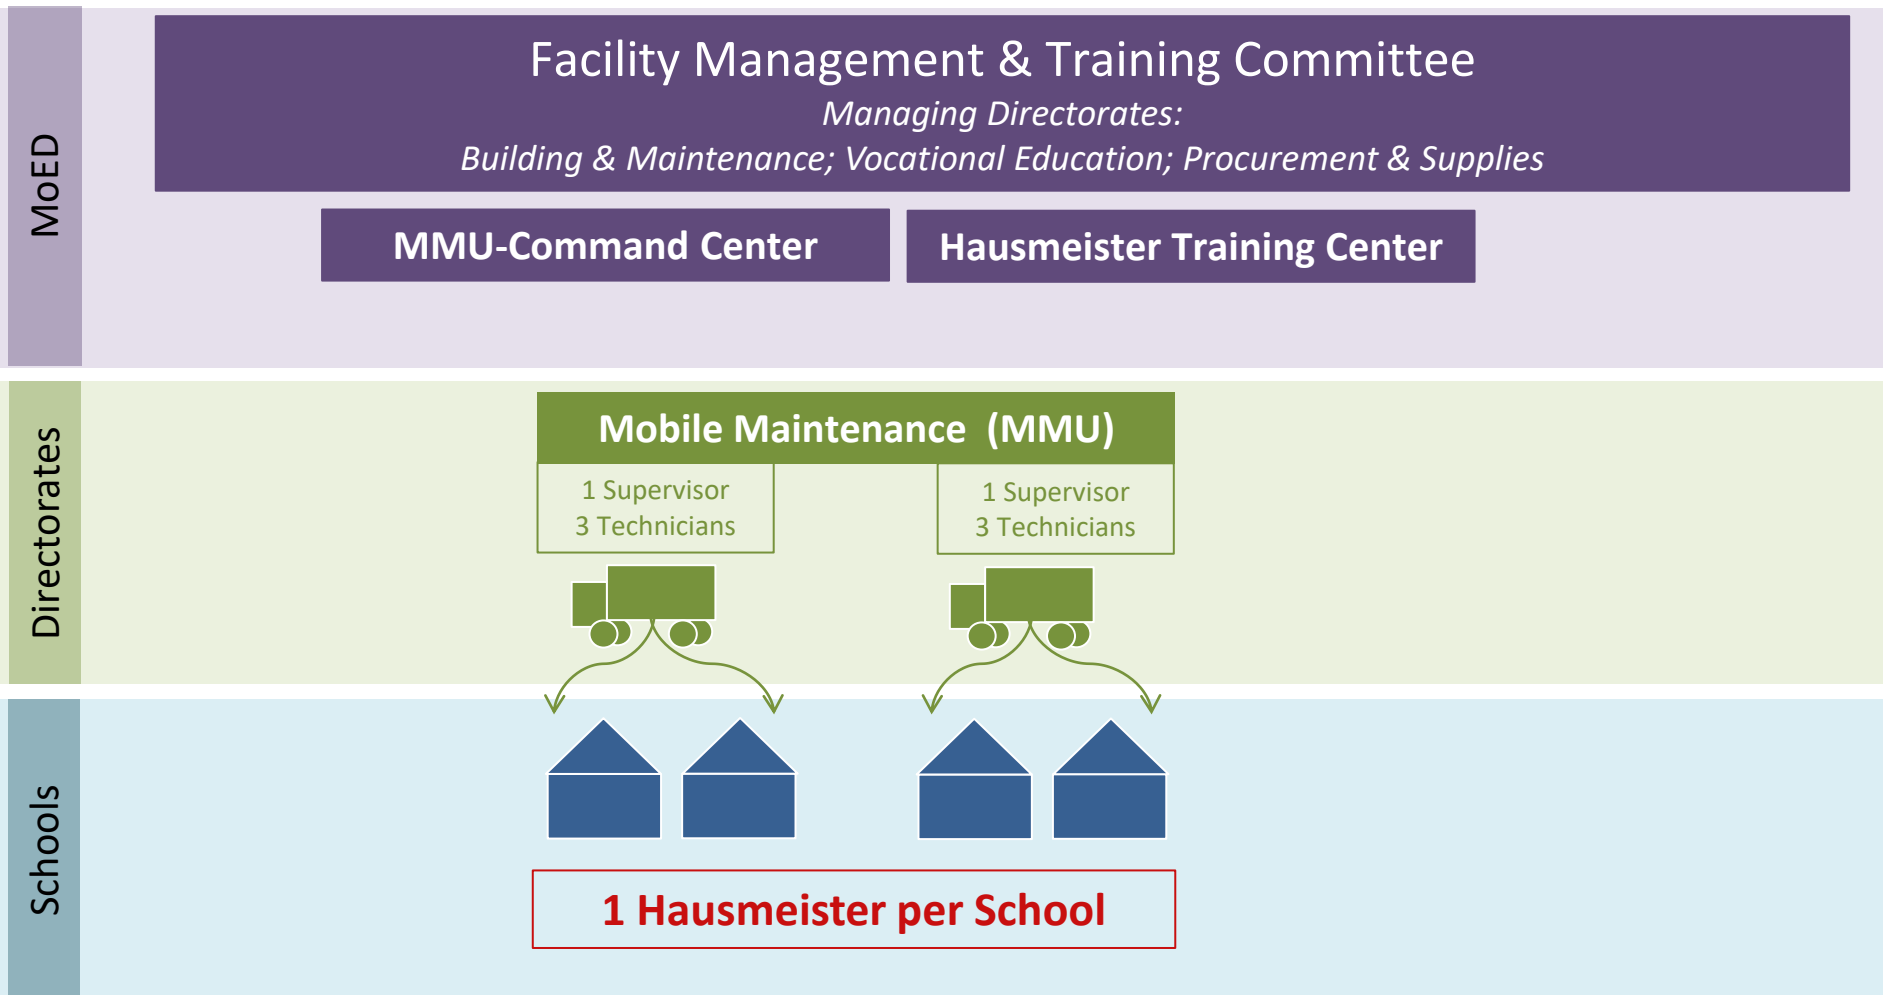 MoED
Facility Management & Training Committee
Managing Directorates:
Building & Maintenance; Vocational Education; Procurement & Supplies
MMU-Command Center
Hausmeister Training Center
Directorates
Mobile Maintenance  (MMU)
1 Supervisor
3 Technicians
1 Supervisor
3 Technicians
Schools
1 Hausmeister per School